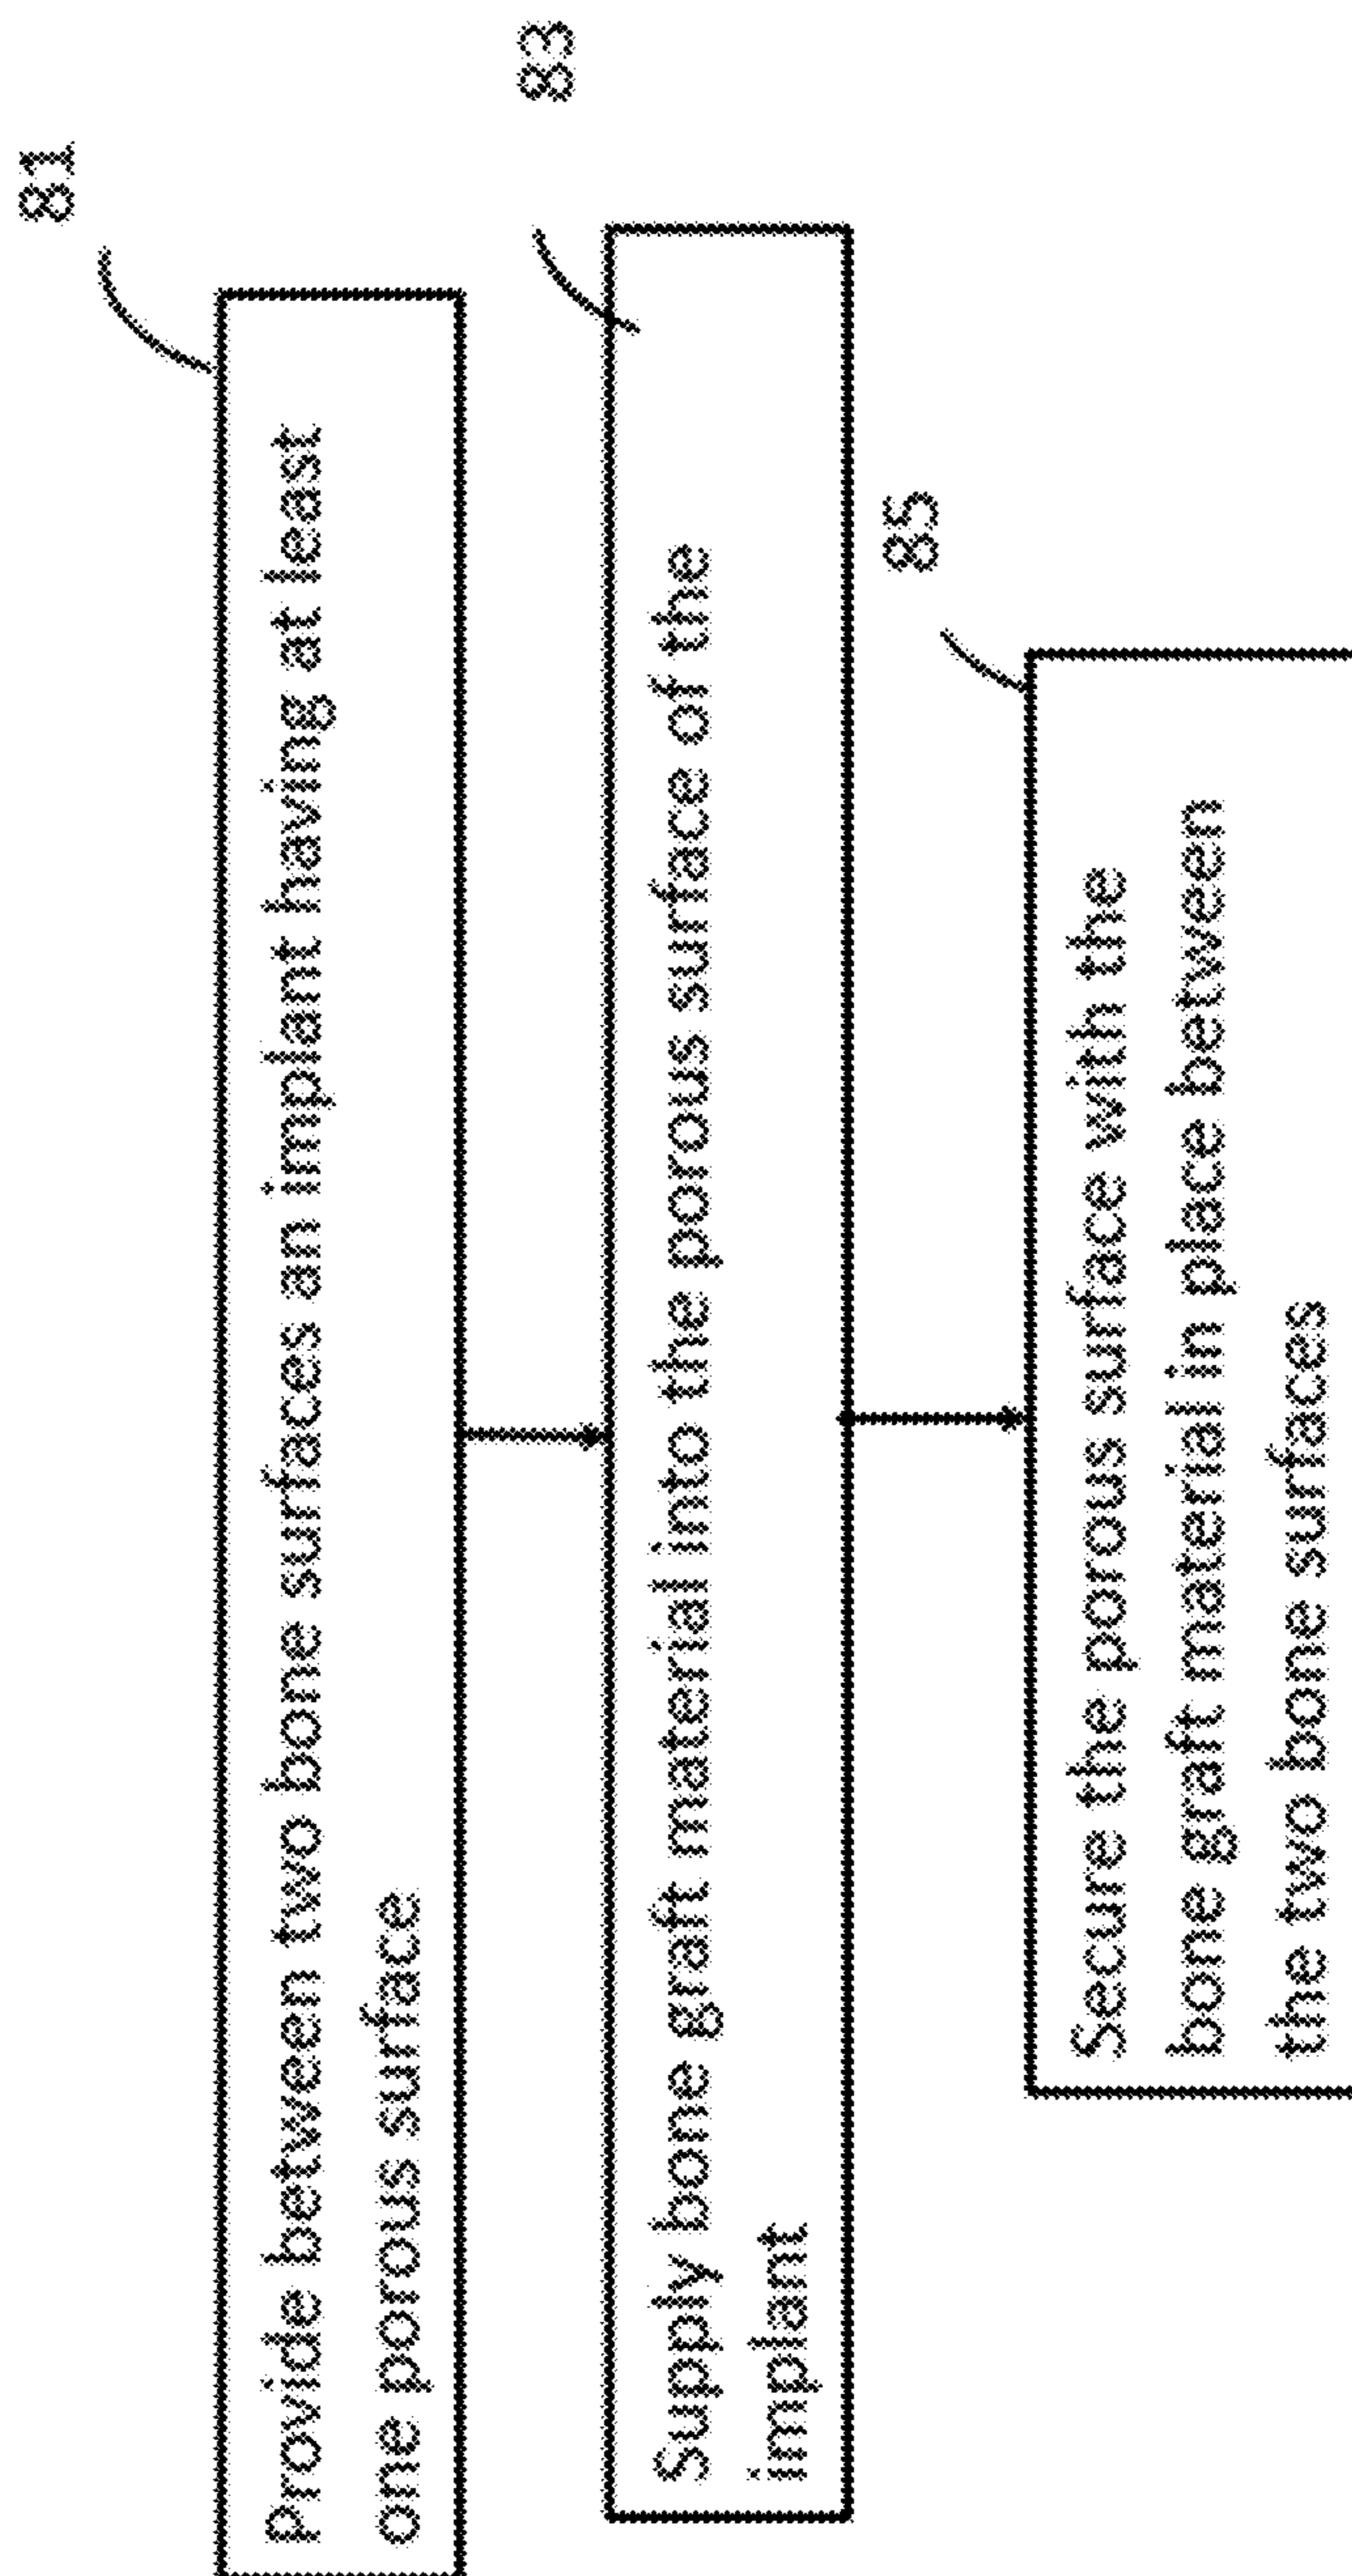 81
Provide between two bone surfaces an implant having at least
one porous surface
83
Supply bone graft material into the porous surface of the
implant
85
Secure the porous surface with the
bone graft material in place between
the two bone surfaces